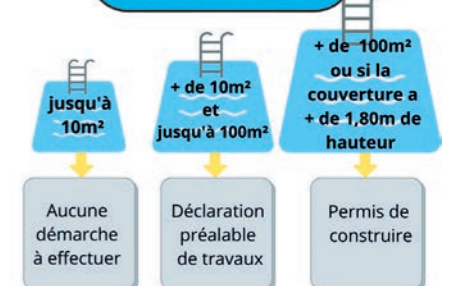 jusqu'à
10m²
+ de 10m²
et
jusqu'à 100m²
+ de 100m²
ou si la
couverture a
+ de 1,80m de
hauteur
Aucune
démarche
à effectuer
Déclaration
préalable
de travaux
Permis de
construire